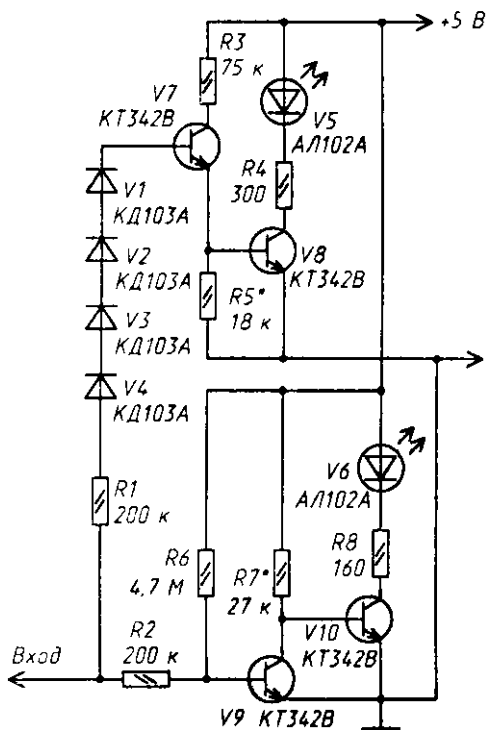 +5 В
R3
75 к
V7
КТ342В
V5
АЛ102А
R4
300
V1
КД103А
V8
КТ342В
V2
КД103А
R5*
18 к
V3
КД103А
V4
КД103А
V6
АЛ102А
R1
200 к
R8
160
R6
4,7 М
R7*
27 к
R2
200 к
V10
КТ342В
Вход
V9 КТ342В